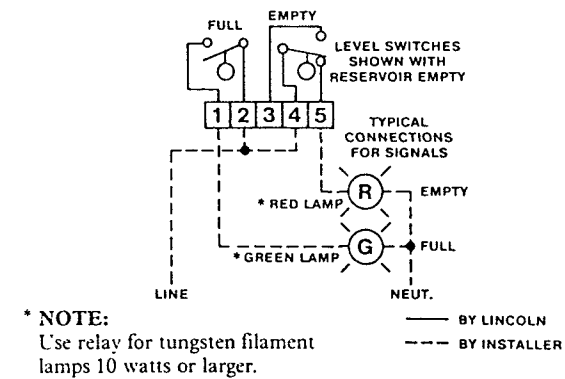 FULL
EMPTY
LEVEL SWITCHES
SHOWN WITH
RESERVOIR EMPTY
1 2 3 4 5
TYPICAL
CONNECTIONS
FOR SIGNALS
R
EMPTY
* RED LAMP
G
FULL
* GREEN LAMP
LINE
NEUT.
* NOTE:
Use relay for tungsten filament
lamps 10 watts or larger.
BY LINCOLN
BY INSTALLER